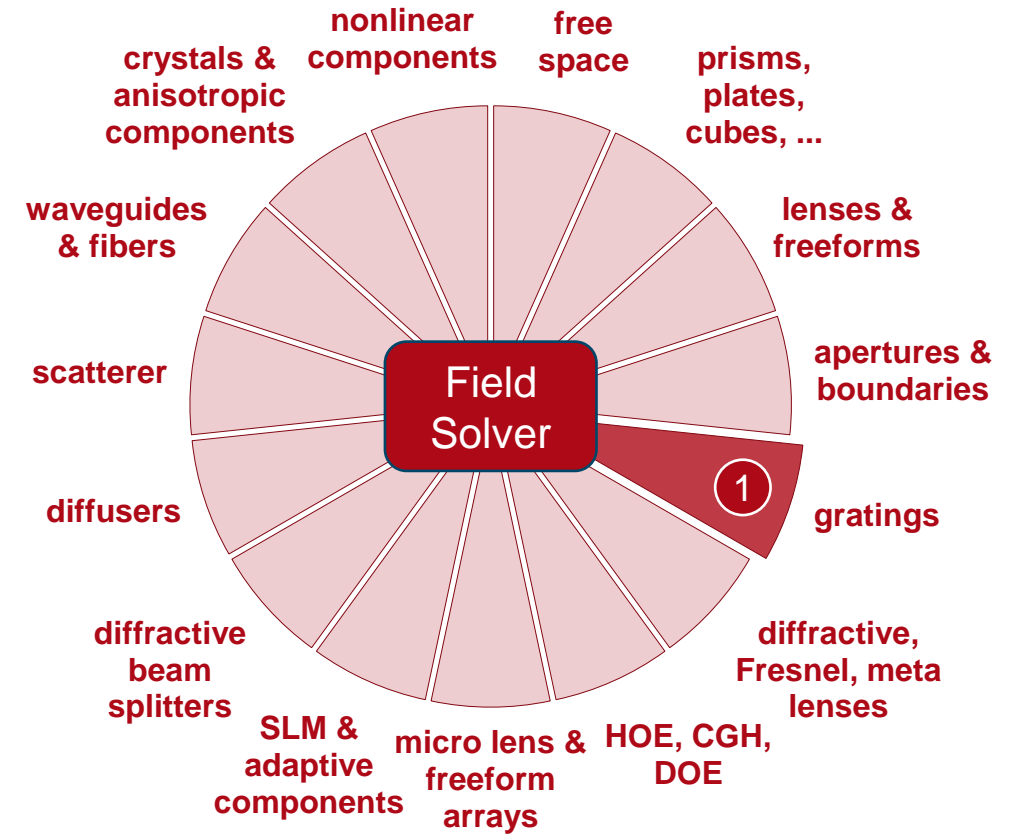 nonlinear
components
free
space
prisms,
plates,
cubes, ...
lenses &
freeforms
apertures &
boundaries
1
gratings
diffractive,
Fresnel, meta
lenses
HOE, CGH,
DOE
micro lens &
freeform
arrays
SLM &
adaptive
components
diffractive
beam
splitters
diffusers
scatterer
waveguides
& fibers
crystals &
anisotropic
components
Field
Solver